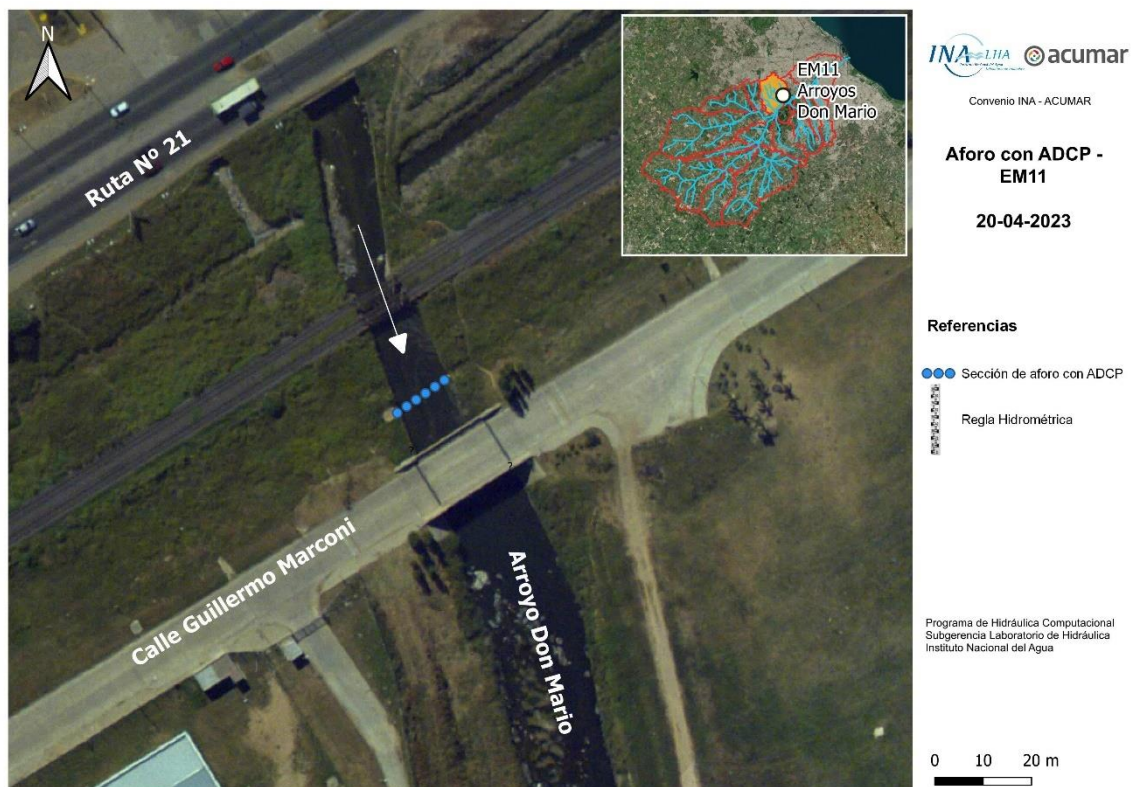 N
Ruta Nº 21
EM11
Arroyos
Don Mario
Calle Guillermo Marconi
Arroyo Don Mario
INA LHA
acumar
Convenio INA - ACUMAR
Aforo con ADCP -
EM11
20-04-2023
Referencias
Sección de aforo con ADCP
Regla Hidrométrica
Programa de Hidráulica Computacional
Subgerencia Laboratorio de Hidráulica
Instituto Nacional del Agua
0 10 20 m